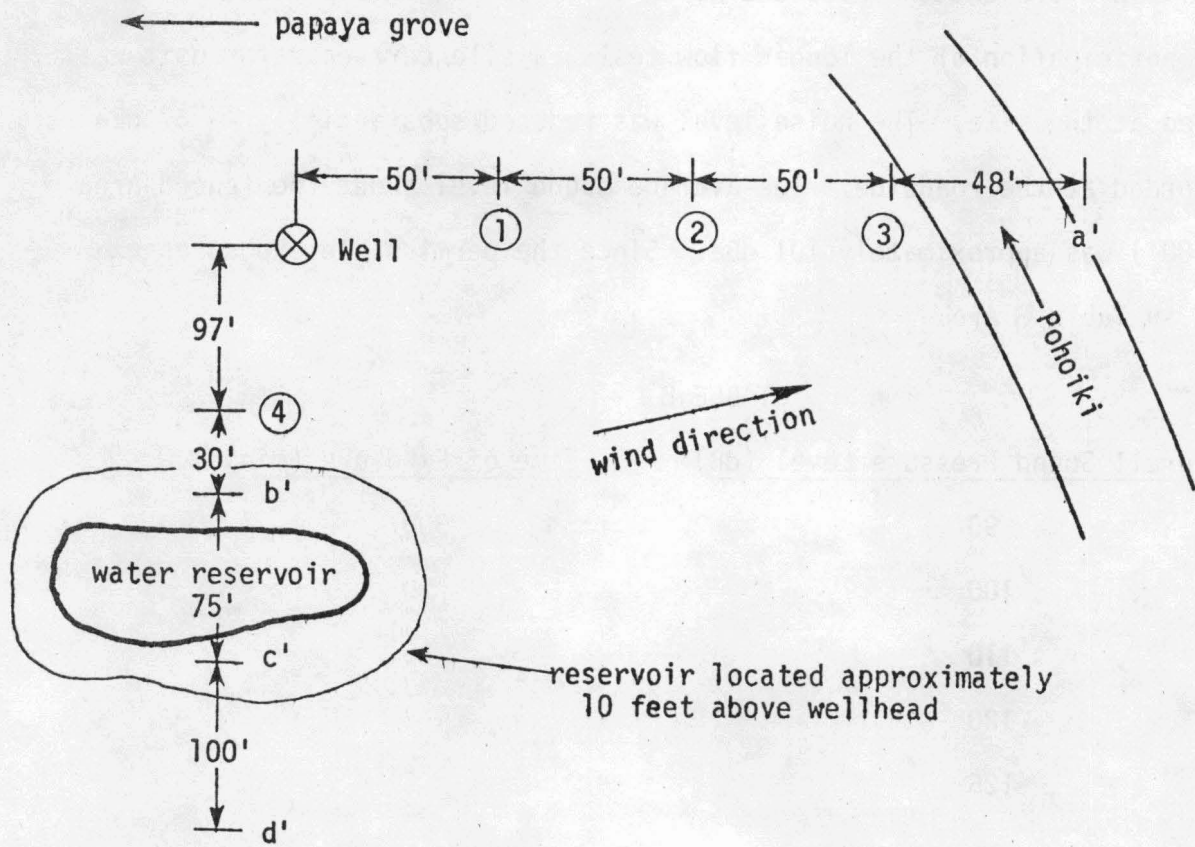 papaya grove
50' 50' 50' 48'
① ② ③ a'
Well
Pohoiki
97'
④
wind direction
30'
b'
water reservoir
75'
c'
reservoir located approximately
10 feet above wellhead
100'
d'